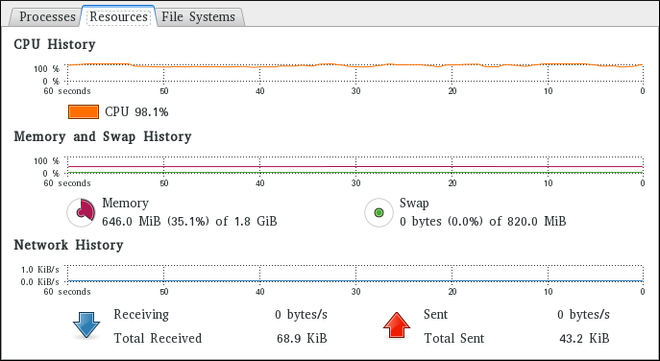 Processes Resources File Systems
CPU History
100 %
0 %
60 seconds 50 40 30 20 10 0
CPU 98.1%
Memory and Swap History
100 %
0 %
60 seconds 50 40 30 20 10 0
Memory Swap
646.0 MiB (35.1%) of 1.8 GiB 0 bytes (0.0%) of 820.0 MiB
Network History
1.0 KiB/s
0.0 KiB/s
60 seconds 50 40 30 20 10 0
Receiving 0 bytes/s Sent 0 bytes/s
Total Received 68.9 KiB Total Sent 43.2 KiB